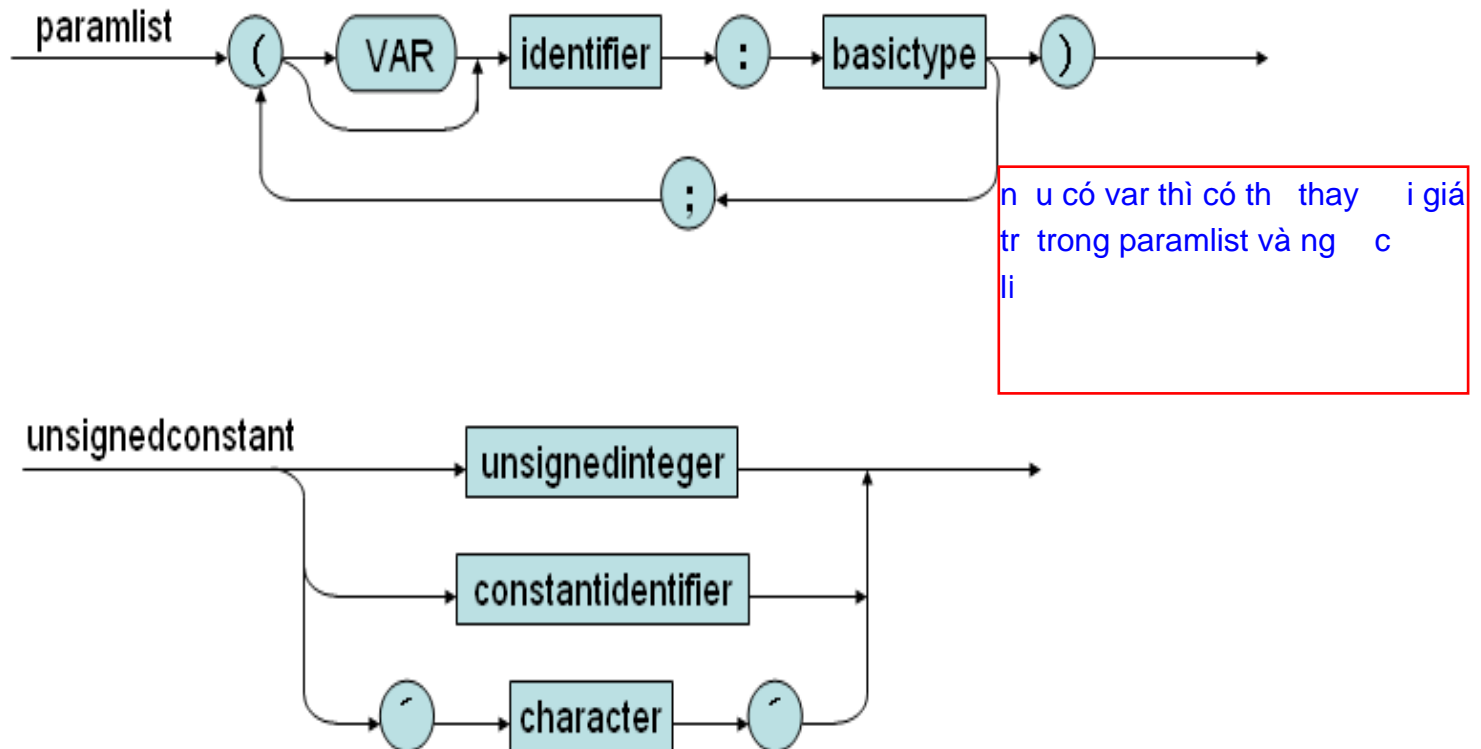 paramlist
( VAR identifier : basictype )
;
n u có var thì có th thay i giá
tr trong paramlist và ng c
li
unsignedconstant
unsignedinteger
constantidentifier
´ character ´